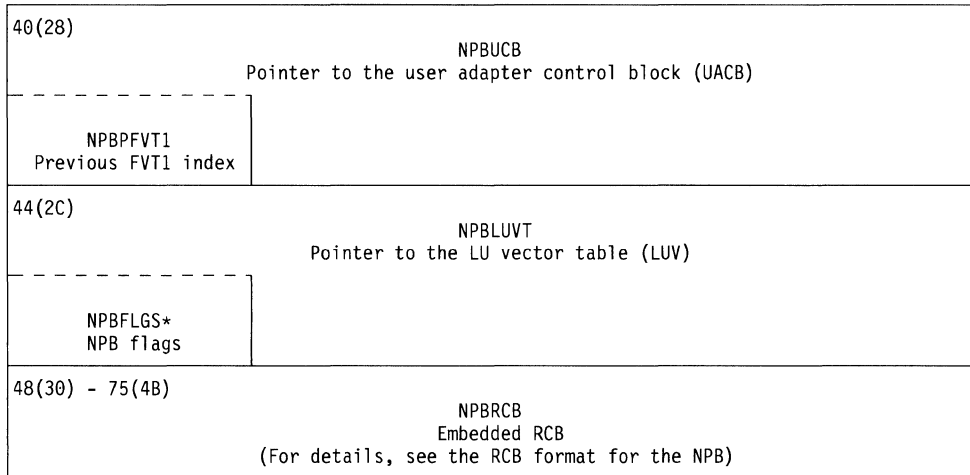 40(28)
NPBUCB
Pointer to the user adapter control block (UACB)
NPBPFVT1
Previous FVT1 index
44(2C)
NPBLUVT
Pointer to the LU vector table (LUV)
NPBFLGS*
NPB flags
48(30) - 75(4B)
NPBRCB
Embedded RCB
(For details, see the RCB format for the NPB)